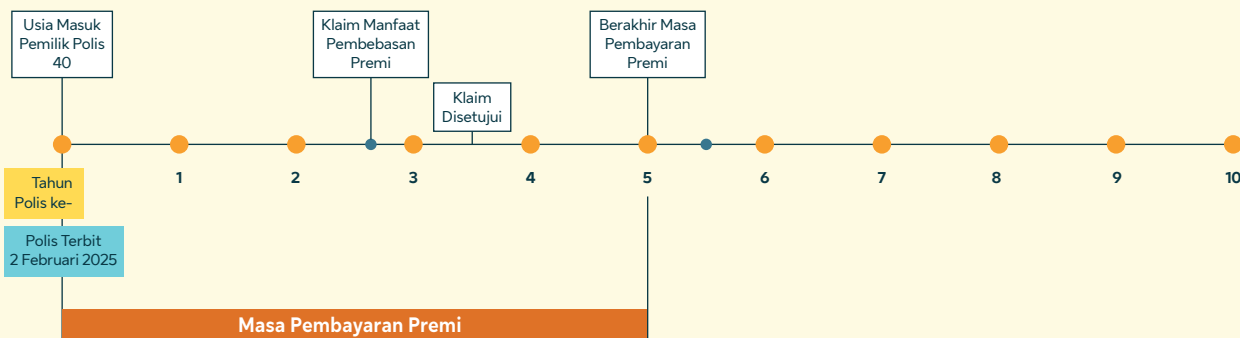 Usia Masuk
Pemilik Polis
40
Klaim Manfaat
Pembebasan
Premi
Klaim
Disetujui
Berakhir Masa
Pembayaran
Premi
1
2
3
4
5
6
7
8
9
10
Tahun
Polis ke-
Polis Terbit
2 Februari 2025
Masa Pembayaran Premi